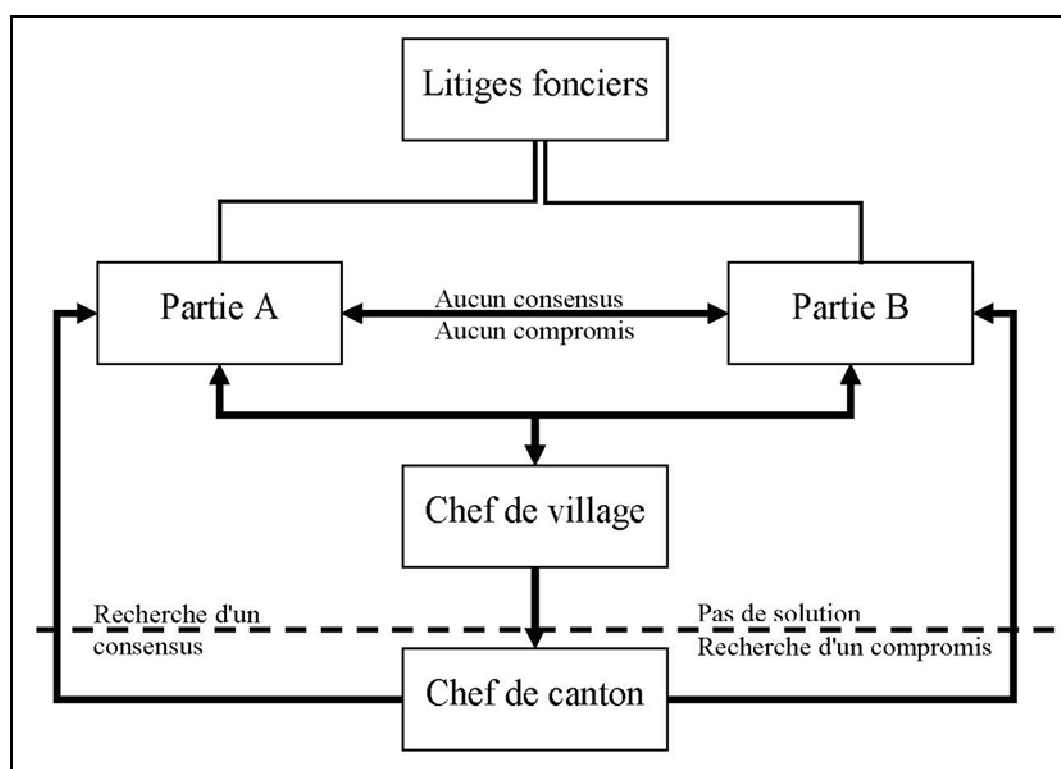 Litiges fonciers
Partie A
Aucun consensus
Aucun compromis
Partie B
Chef de village
Recherche d'un
consensus
Pas de solution
Recherche d'un compromis
Chef de canton